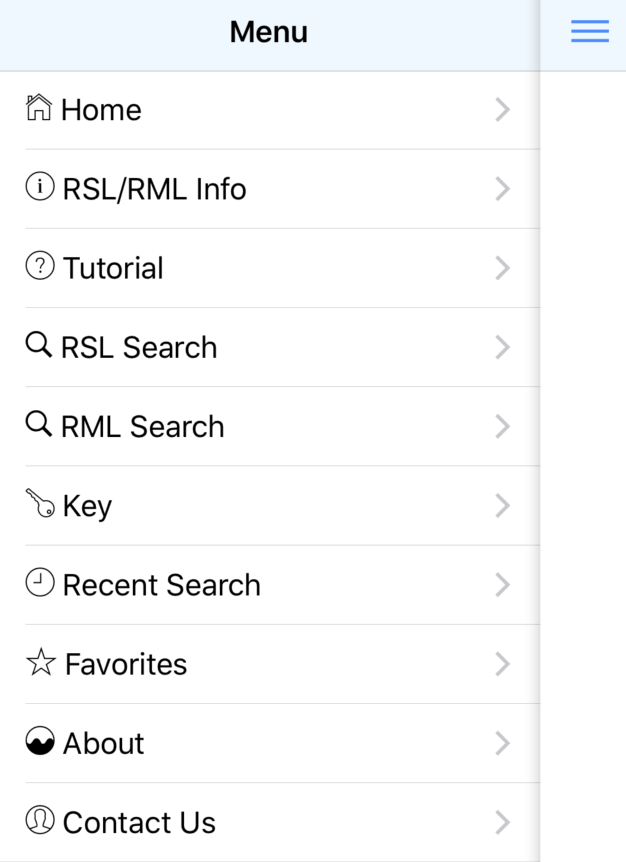 Menu
Home
RSL/RML Info
Tutorial
RSL Search
RML Search
Key
Recent Search
Favorites
About
Contact Us